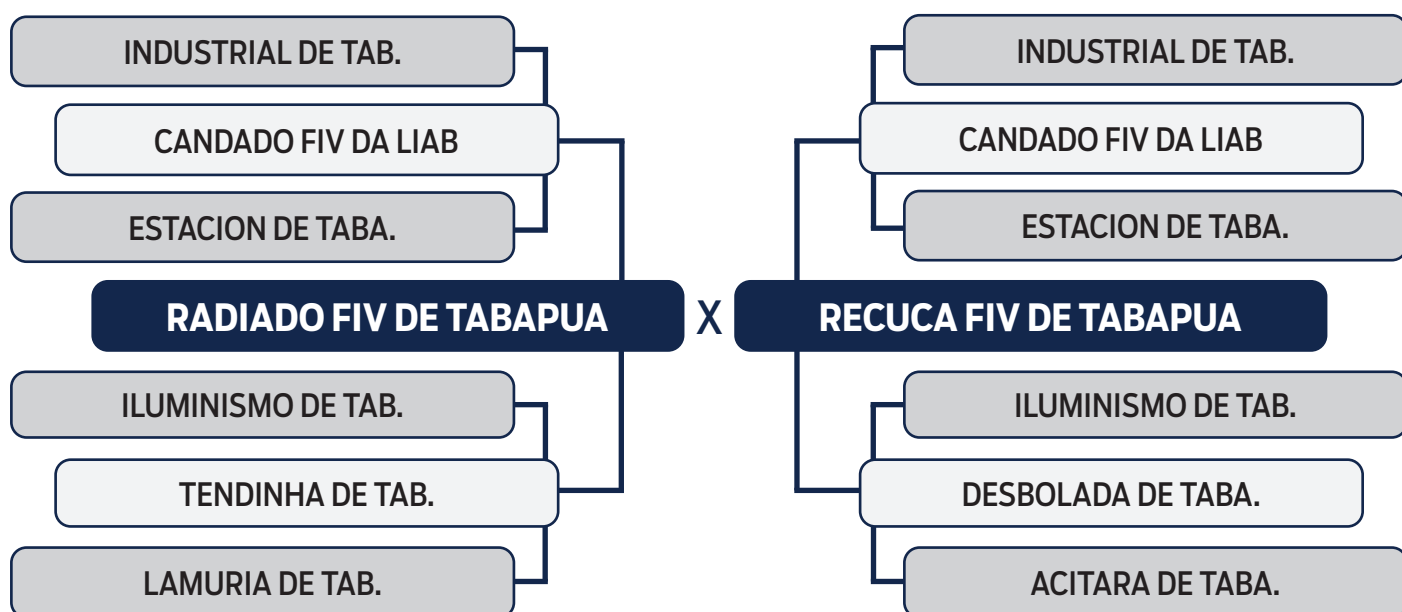 INDUSTRIAL DE TAB.
CANDADO FIV DA LIAB
ESTACION DE TABA.
RADIADO FIV DE TABAPUA
ILUMINISMO DE TAB.
TENDINHA DE TAB.
LAMURIA DE TAB.
X
INDUSTRIAL DE TAB.
CANDADO FIV DA LIAB
ESTACION DE TABA.
RECUCA FIV DE TABAPUA
ILUMINISMO DE TAB.
DESBOLADA DE TABA.
ACITARA DE TABA.